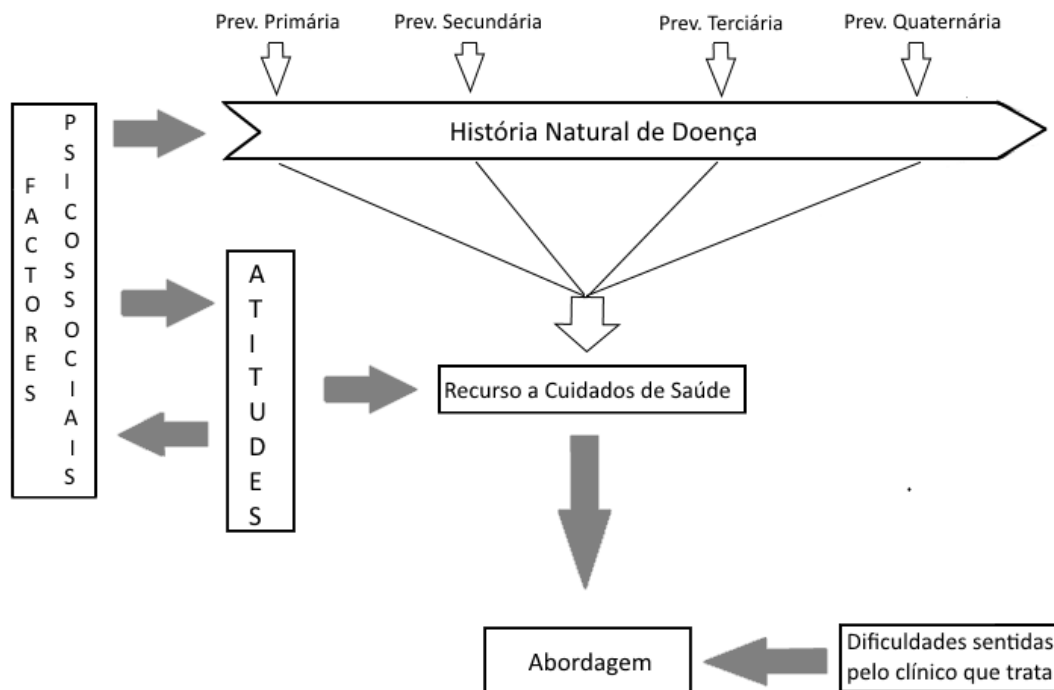 Prev. Primária
Prev. Secundária
Prev. Terciária
Prev. Quaternária
História Natural de Doença
FACTORES
PSICOSSOCIAIS
ATITUDES
Recurso a Cuidados de Saúde
Abordagem
Dificuldades sentidas
pelo clínico que trata